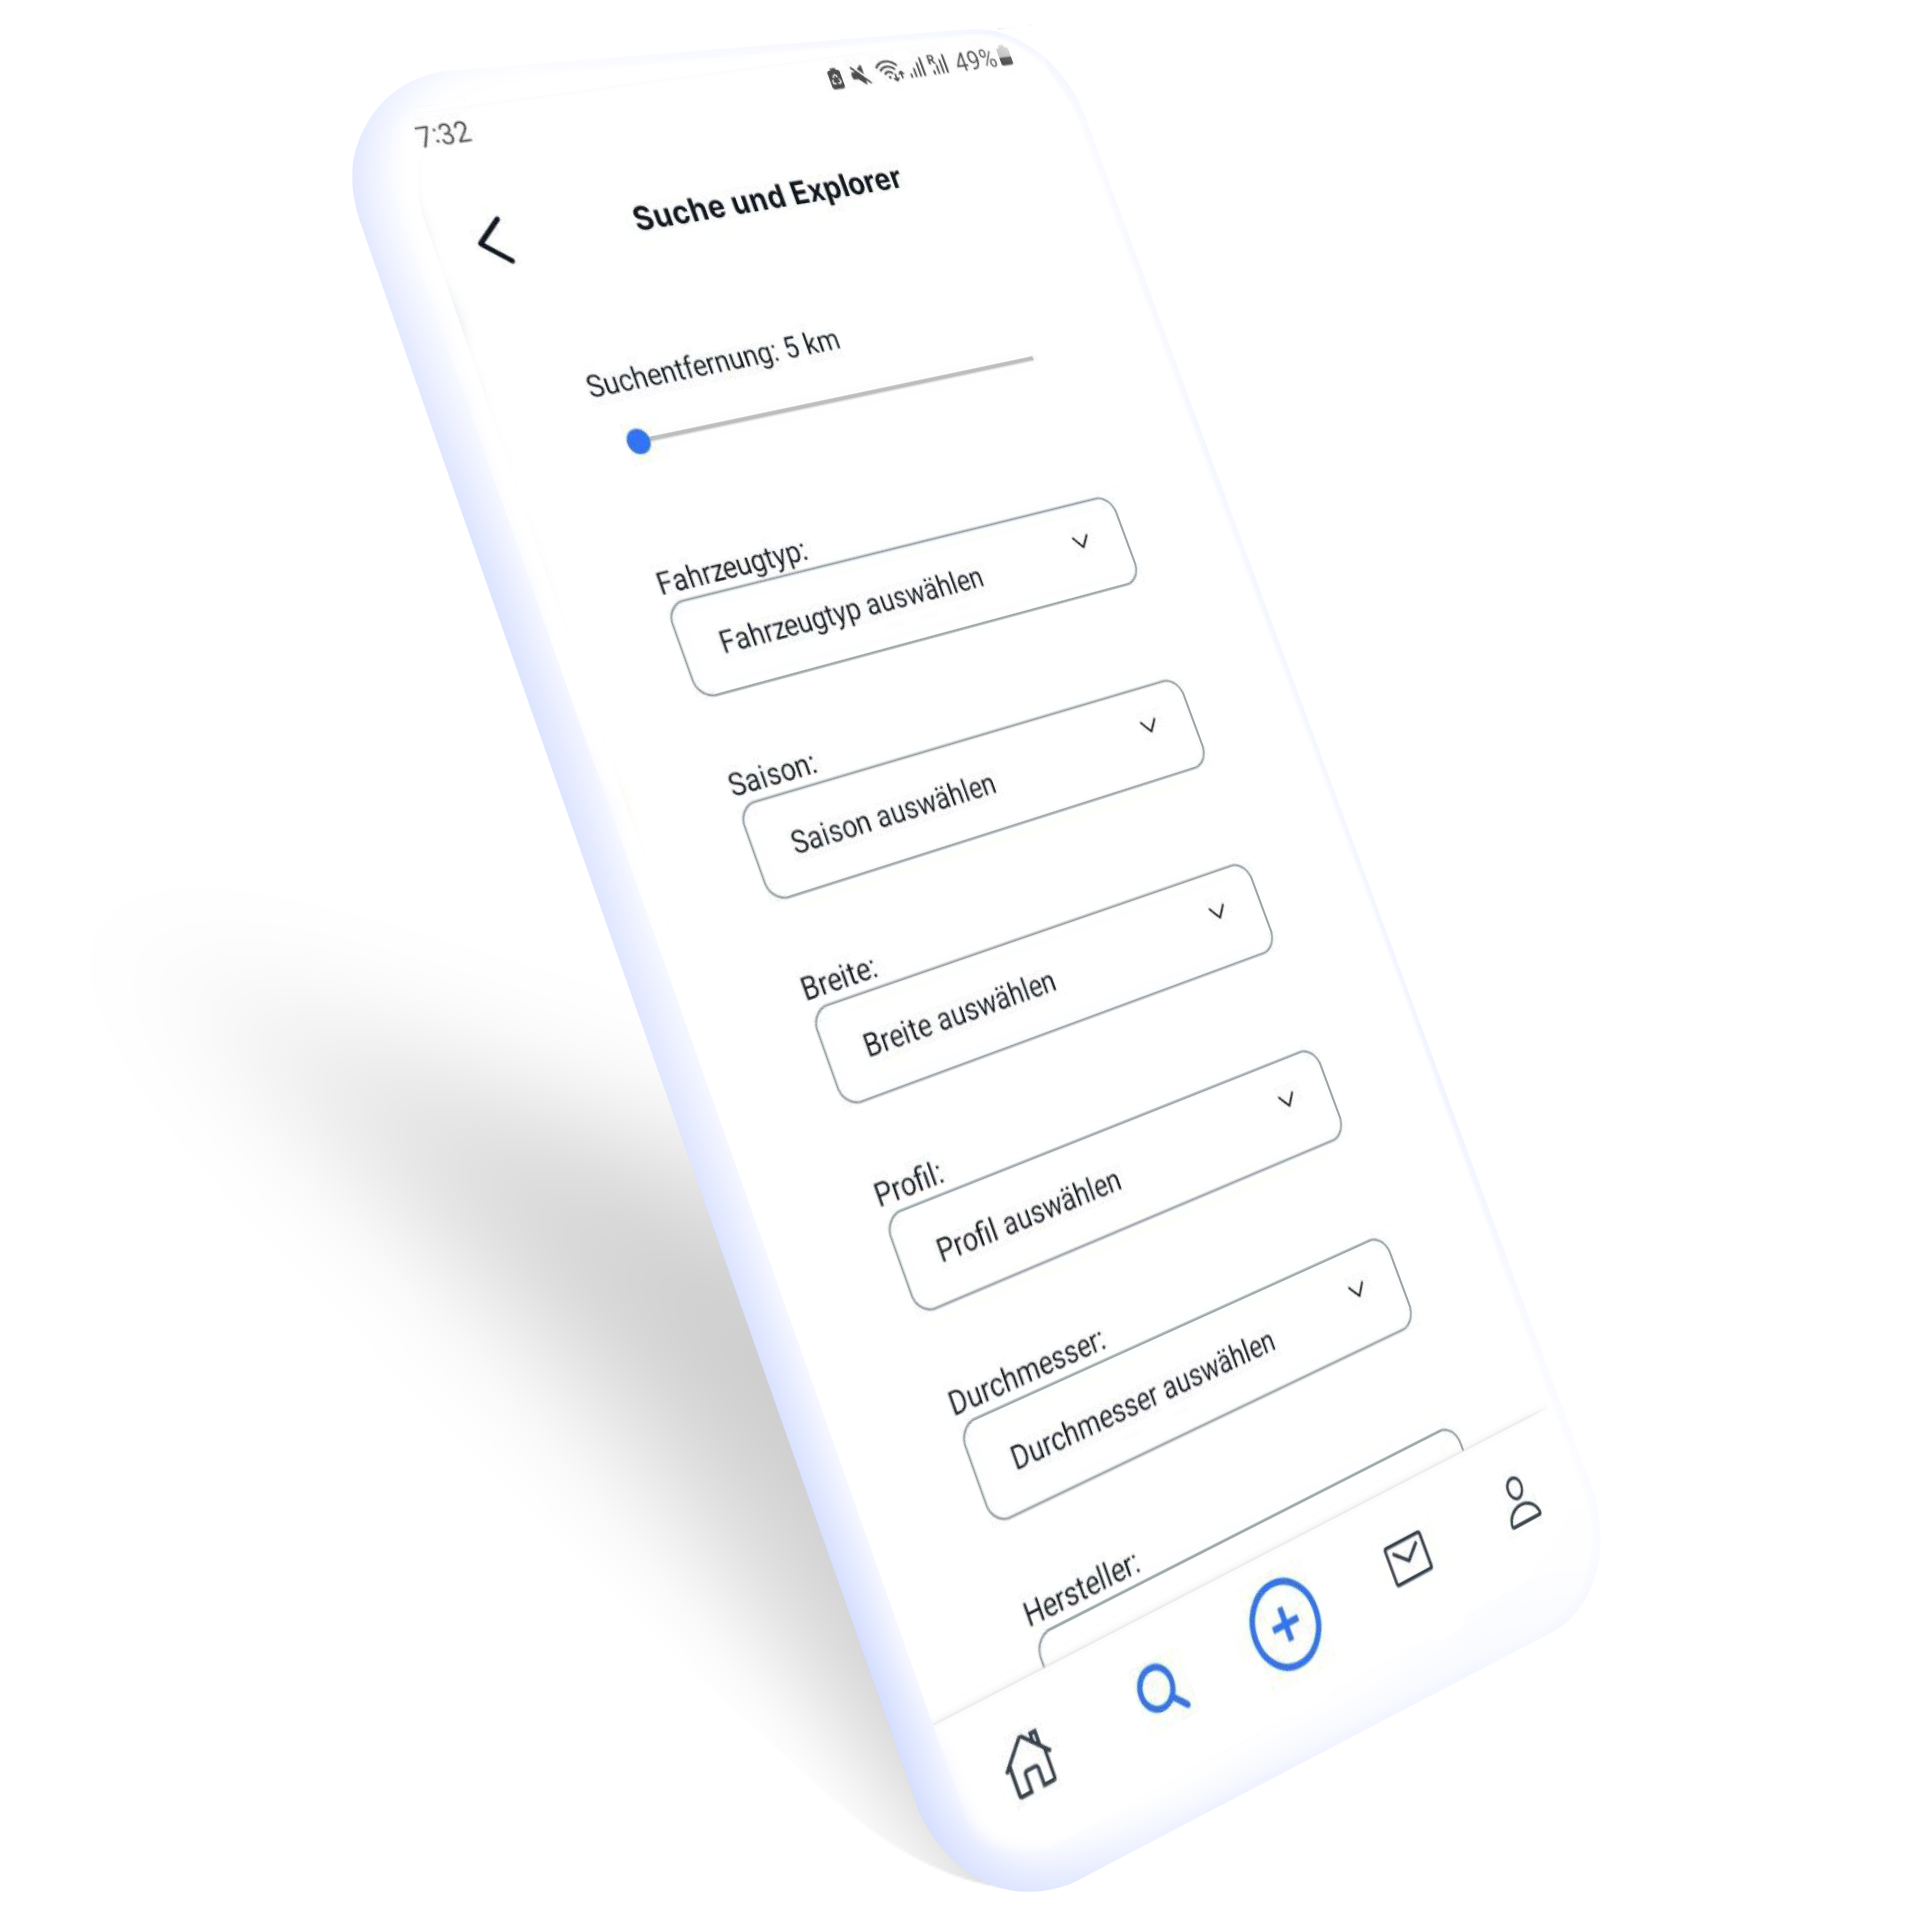 7:32
R 49%
Suche und Explorer
Suchentfernung: 5 km
Fahrzeugtyp:
Fahrzeugtyp auswählen
Saison:
Saison auswählen
Breite:
Breite auswählen
Profil:
Profil auswählen
Durchmesser:
Durchmesser auswählen
Hersteller: